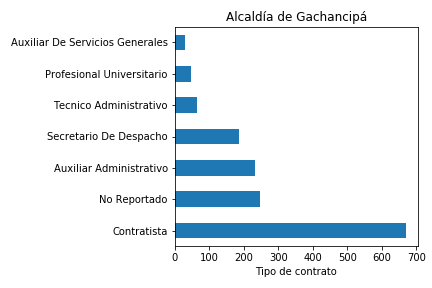 Alcaldía de Gachancipá
Auxiliar De Servicios Generales
Profesional Universitario
Tecnico Administrativo
Secretario De Despacho
Auxiliar Administrativo
No Reportado
Contratista
0 100 200 300 400 500 600 700
Tipo de contrato